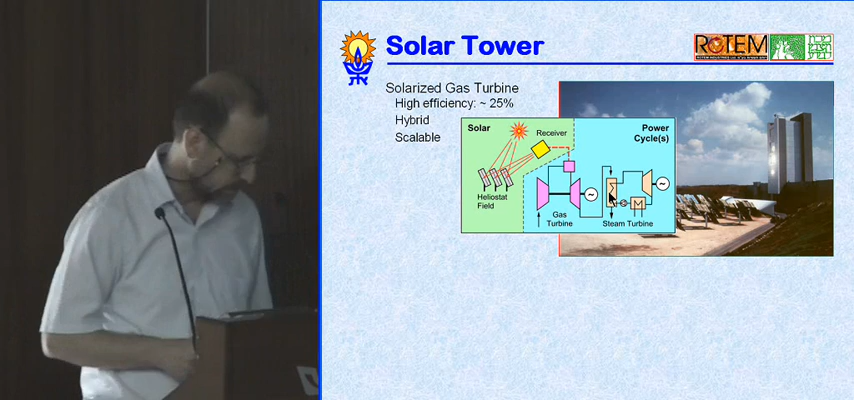 Solar Tower
ROTEM
Solarized Gas Turbine
High efficiency: ~ 25%
Hybrid
Scalable
Solar
Receiver
Power
Cycle(s)
Heliostat
Field
Gas
Turbine
Steam Turbine
~
~